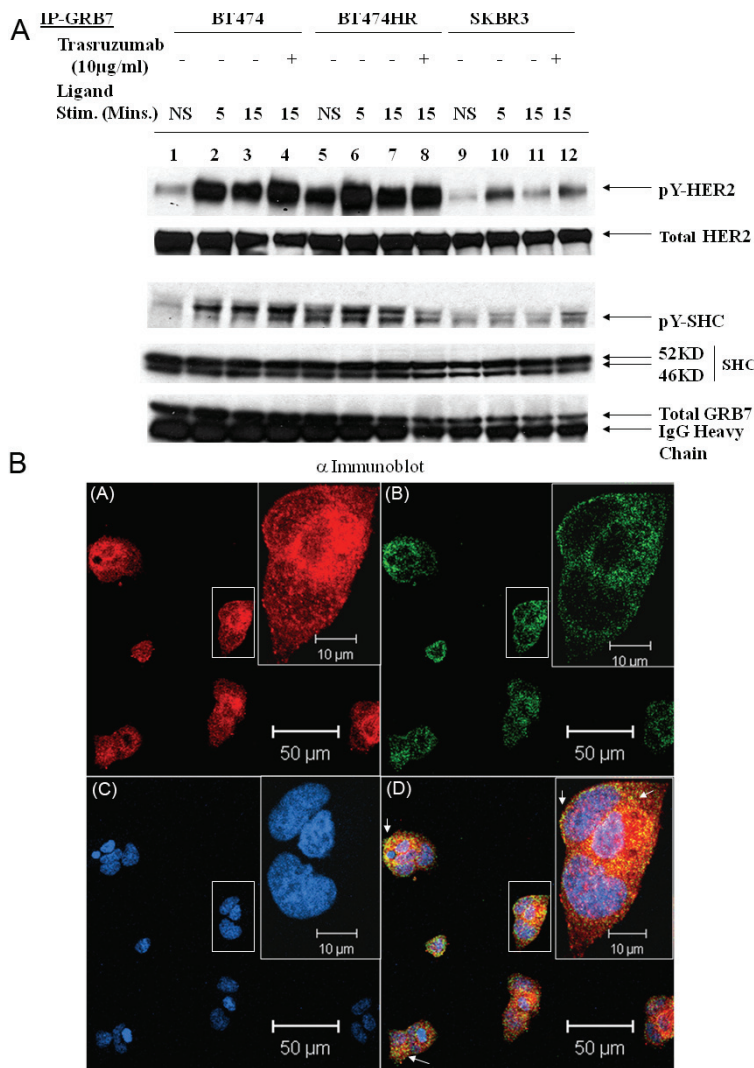 A
IP-GRB7 BT474 BT474HR SKBR3
Trasruzumab
(10µg/ml) - - - + - - - + - - - +
Ligand
Stim. (Mins.) NS 5 15 15 NS 5 15 15 NS 5 15 15
1 2 3 4 5 6 7 8 9 10 11 12
pY-HER2
Total HER2
pY-SHC
52KD
46KD
SHC
Total GRB7
IgG Heavy
Chain
α Immunoblot
B
(A) 10 µm 50 µm
(B) 10 µm 50 µm
(C) 10 µm 50 µm
(D) 10 µm 50 µm